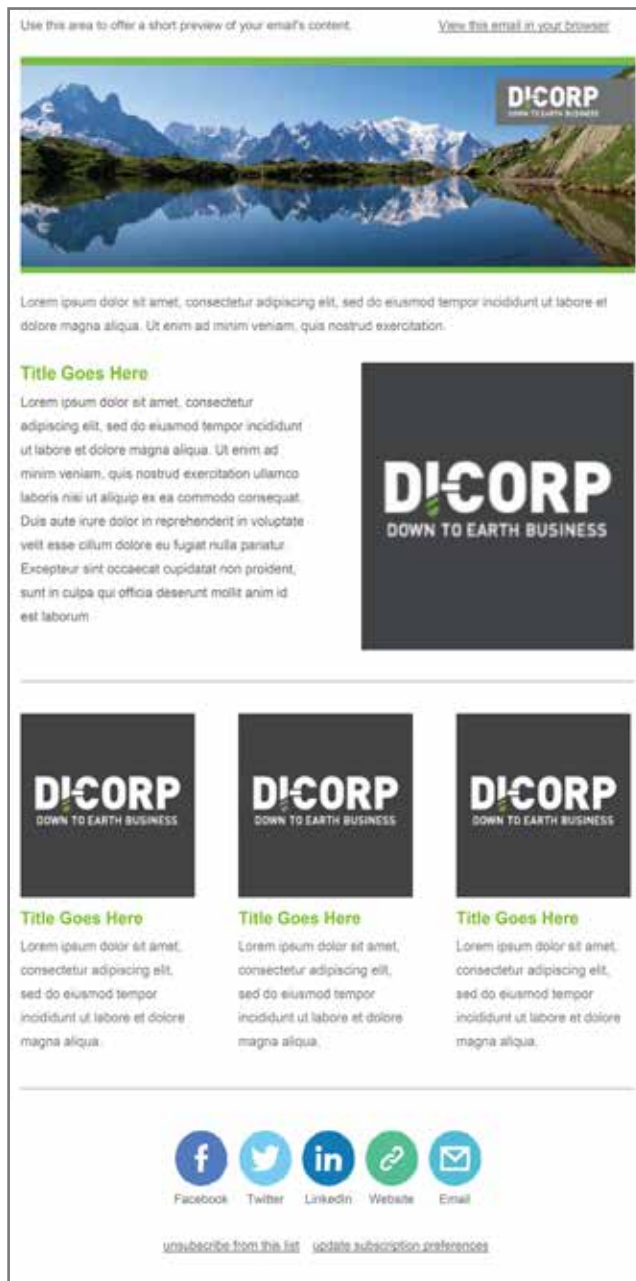 Use this area to offer a short preview of your email's content.
View this email in your browser
DICORP
DOWN TO EARTH BUSINESS
Lorem ipsum dolor sit amet, consectetur adipiscing elit, sed do eiusmod tempor incididunt ut labore et
dolore magna aliqua. Ut enim ad minim veniam, quis nostrud exercitation.
Title Goes Here
Lorem ipsum dolor sit amet, consectetur
adipiscing elit, sed do eiusmod tempor incididunt
ut labore et dolore magna aliqua. Ut enim ad
minim veniam, quis nostrud exercitation ullamco
laboris nisi ut aliquip ex ea commodo consequat.
Duis aute irure dolor in reprehenderit in voluptate
velit esse cillum dolore eu fugiat nulla pariatur.
Excepteur sint occaecat cupidatat non proident,
sunt in culpa qui officia deserunt mollit anim id
est laborum
DICORP
DOWN TO EARTH BUSINESS
DICORP
DOWN TO EARTH BUSINESS
Title Goes Here
Lorem ipsum dolor sit amet,
consectetur adipiscing elit,
sed do eiusmod tempor
incididunt ut labore et dolore
magna aliqua.
DICORP
DOWN TO EARTH BUSINESS
Title Goes Here
Lorem ipsum dolor sit amet,
consectetur adipiscing elit,
sed do eiusmod tempor
incididunt ut labore et dolore
magna aliqua.
DICORP
DOWN TO EARTH BUSINESS
Title Goes Here
Lorem ipsum dolor sit amet,
consectetur adipiscing elit,
sed do eiusmod tempor
incididunt ut labore et dolore
magna aliqua.
Facebook
Twitter
LinkedIn
Website
Email
unsubscribe from this list
update subscription preferences